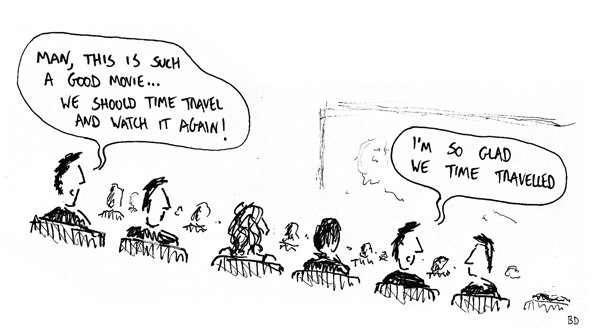 MAN, THIS IS SUCH
A GOOD MOVIE...
WE SHOULD TIME TRAVEL
AND WATCH IT AGAIN!
I'M SO GLAD
WE TIME TRAVELLED
BD